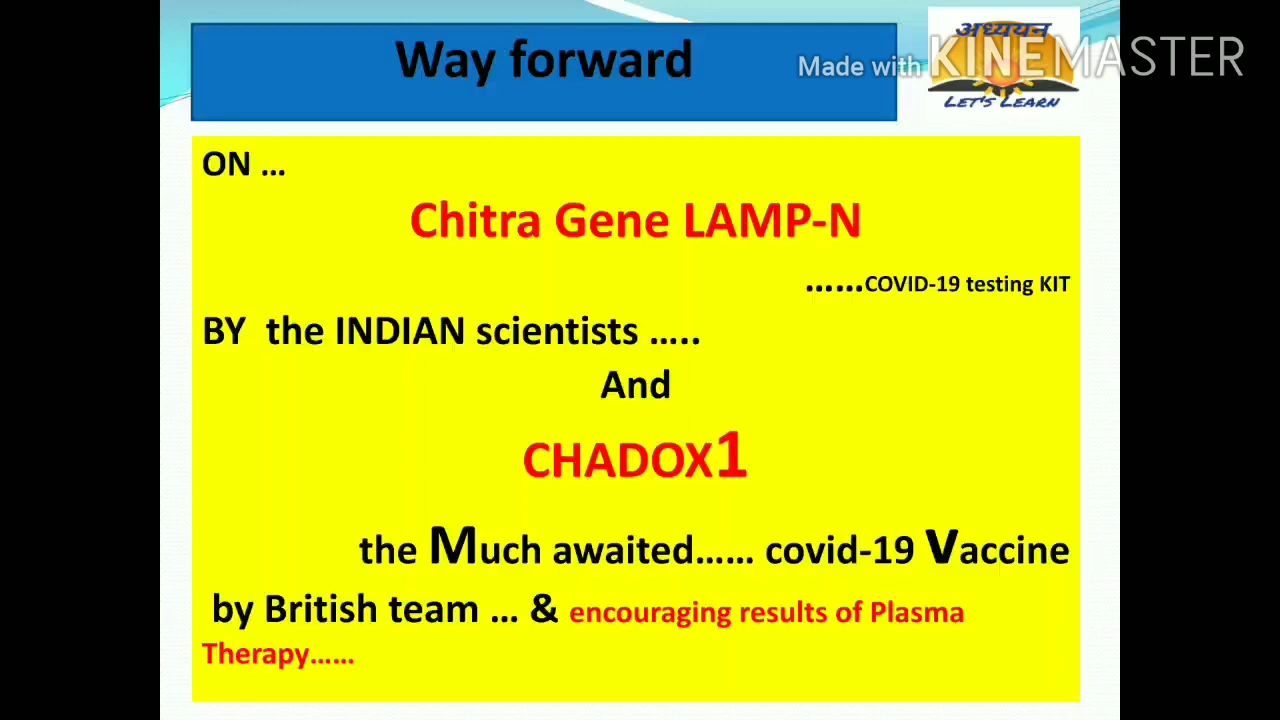 Way forward
Made with KINEMASTER
अध्ययन
LET'S LEARN
ON …
Chitra Gene LAMP-N
……COVID-19 testing KIT
BY the INDIAN scientists …..
And
CHADOX1
the Much awaited…… covid-19 vaccine
by British team … & encouraging results of Plasma
Therapy……